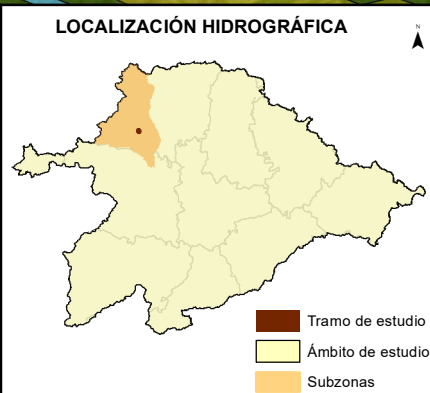 LOCALIZACIÓN HIDROGRÁFICA
N
Tramo de estudio
Ámbito de estudio
Subzonas